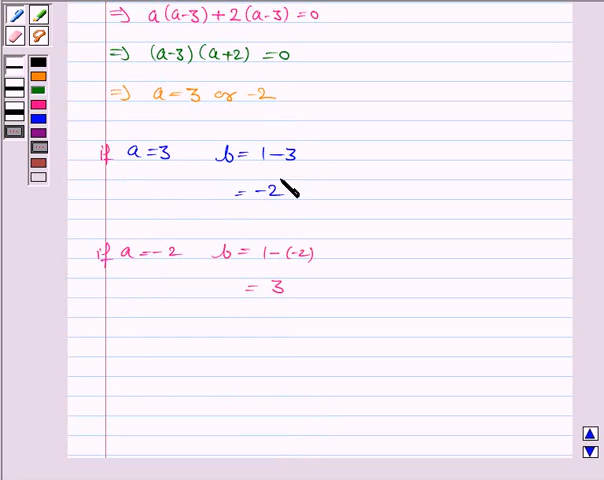 ⇒ a(a-3)+2(a-3)=0
⇒ (a-3)(a+2)=0
⇒ a=3 or -2
if a=3 b=1-3
=-2
if a=-2 b=1-(-2)
=3